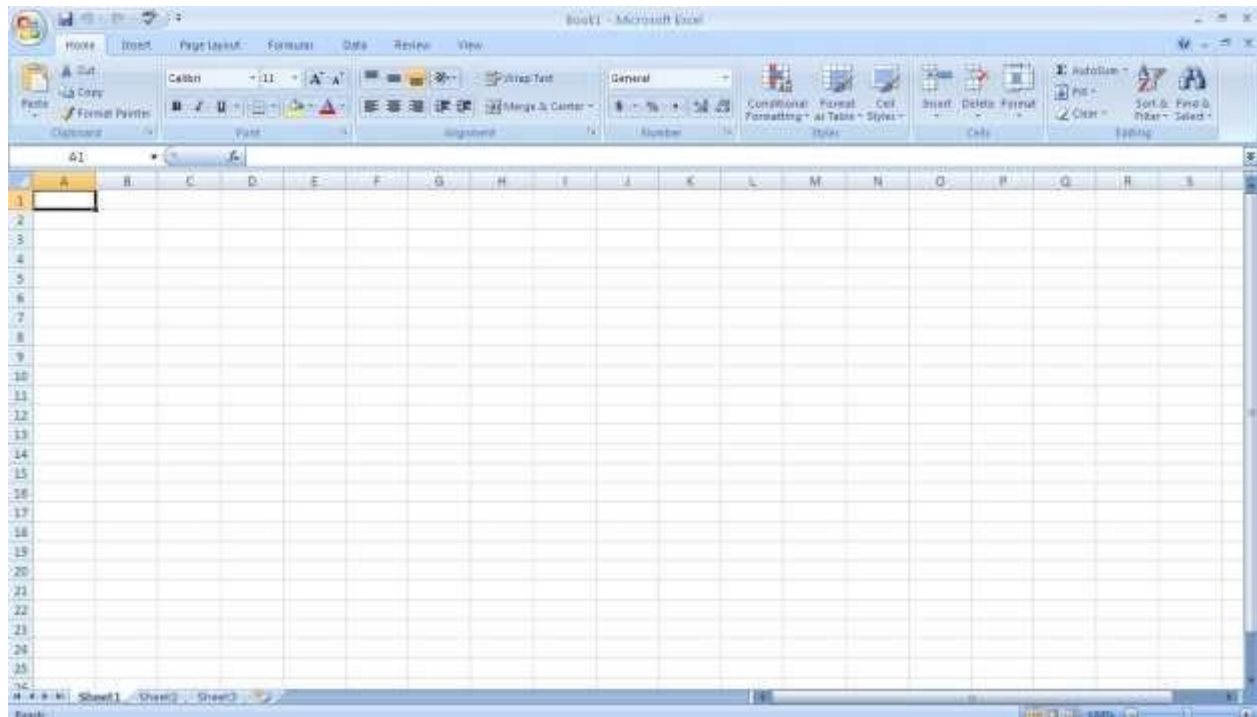 Book1 - Microsoft Excel
Home Insert Page Layout Formulas Data Review View
Paste
Cut
Copy
Format Painter
Clipboard
Calibri 11 A A
B I U A
Font
Wrap Text
Merge & Center
Alignment
General
$ % ,
Number
Conditional Formatting
Format as Table
Cell Styles
Styles
Insert Delete Format
Cells
Σ AutoSum
Fill
Clear
Sort & Filter
Find & Select
Editing
A1 fx
A B C D E F G H I J K L M N O P Q R S
1
2
3
4
5
6
7
8
9
10
11
12
13
14
15
16
17
18
19
20
21
22
23
24
25
26
Sheet1 Sheet2 Sheet3
Ready 100%